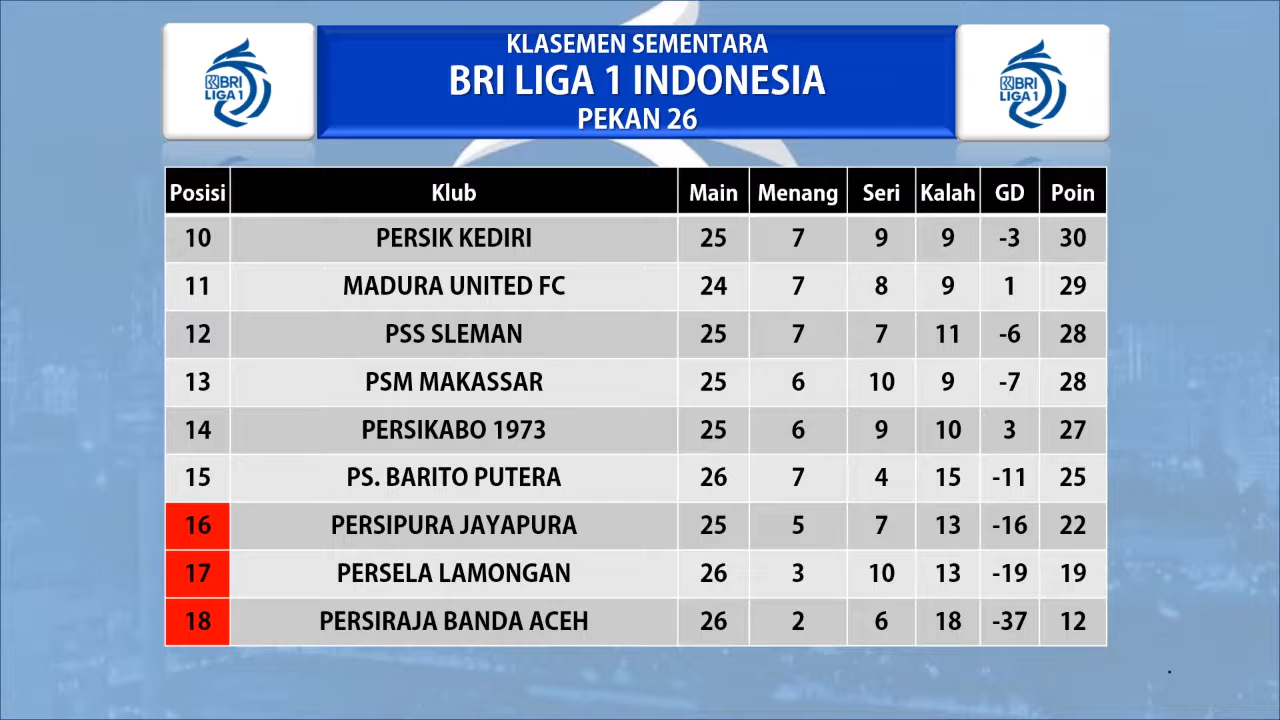 KLASEMEN SEMENTARA
BRI LIGA 1 INDONESIA
PEKAN 26
BRI
LIGA 1
BRI
LIGA 1
Posisi Klub Main Menang Seri Kalah GD Poin
10 PERSIK KEDIRI 25 7 9 9 -3 30
11 MADURA UNITED FC 24 7 8 9 1 29
12 PSS SLEMAN 25 7 7 11 -6 28
13 PSM MAKASSAR 25 6 10 9 -7 28
14 PERSIKABO 1973 25 6 9 10 3 27
15 PS. BARITO PUTERA 26 7 4 15 -11 25
16 PERSIPURA JAYAPURA 25 5 7 13 -16 22
17 PERSELA LAMONGAN 26 3 10 13 -19 19
18 PERSIRAJA BANDA ACEH 26 2 6 18 -37 12